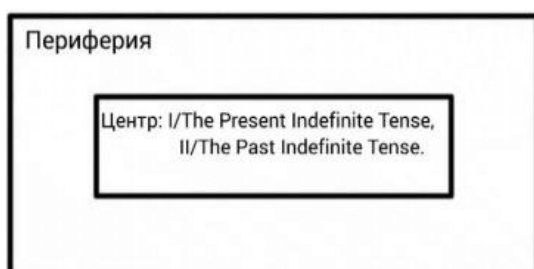 Периферия
Центр: I/The Present Indefinite Tense,
II/The Past Indefinite Tense.